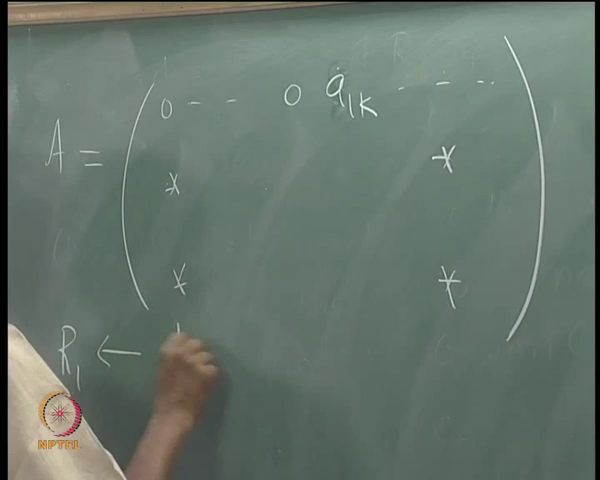 0 - - 0 a₁ₖ - - -
A =
* *
* *
R₁ ←
NPTEL